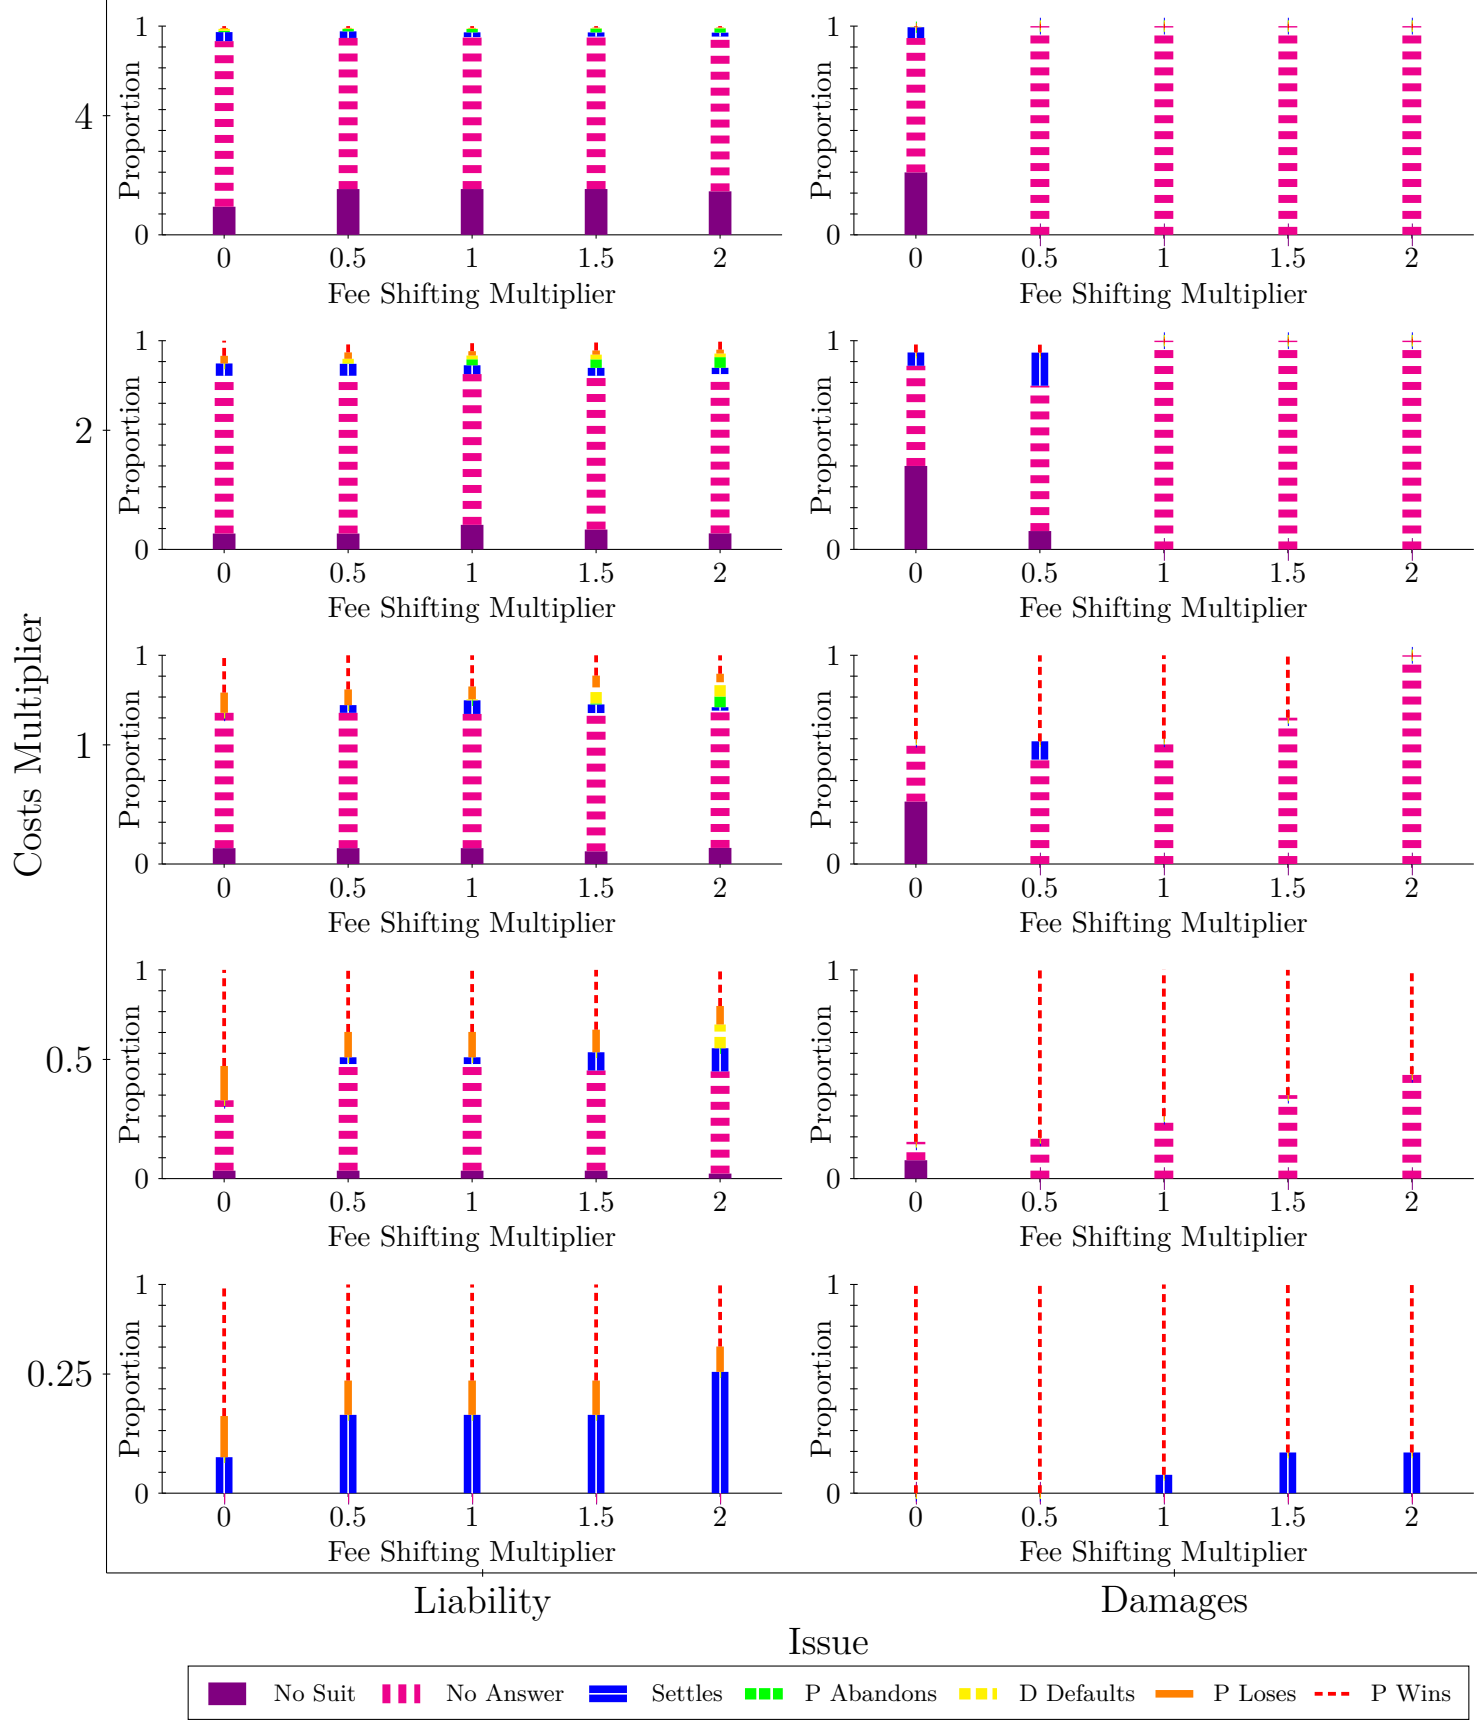 Costs Multiplier
4
Proportion
1
0
0 0.5 1 1.5 2
Fee Shifting Multiplier
Proportion
1
0
0 0.5 1 1.5 2
Fee Shifting Multiplier
2
Proportion
1
0
0 0.5 1 1.5 2
Fee Shifting Multiplier
Proportion
1
0
0 0.5 1 1.5 2
Fee Shifting Multiplier
1
Proportion
1
0
0 0.5 1 1.5 2
Fee Shifting Multiplier
Proportion
1
0
0 0.5 1 1.5 2
Fee Shifting Multiplier
0.5
Proportion
1
0
0 0.5 1 1.5 2
Fee Shifting Multiplier
Proportion
1
0
0 0.5 1 1.5 2
Fee Shifting Multiplier
0.25
Proportion
1
0
0 0.5 1 1.5 2
Fee Shifting Multiplier
Proportion
1
0
0 0.5 1 1.5 2
Fee Shifting Multiplier
Liability Damages
Issue
No Suit No Answer Settles P Abandons D Defaults P Loses P Wins